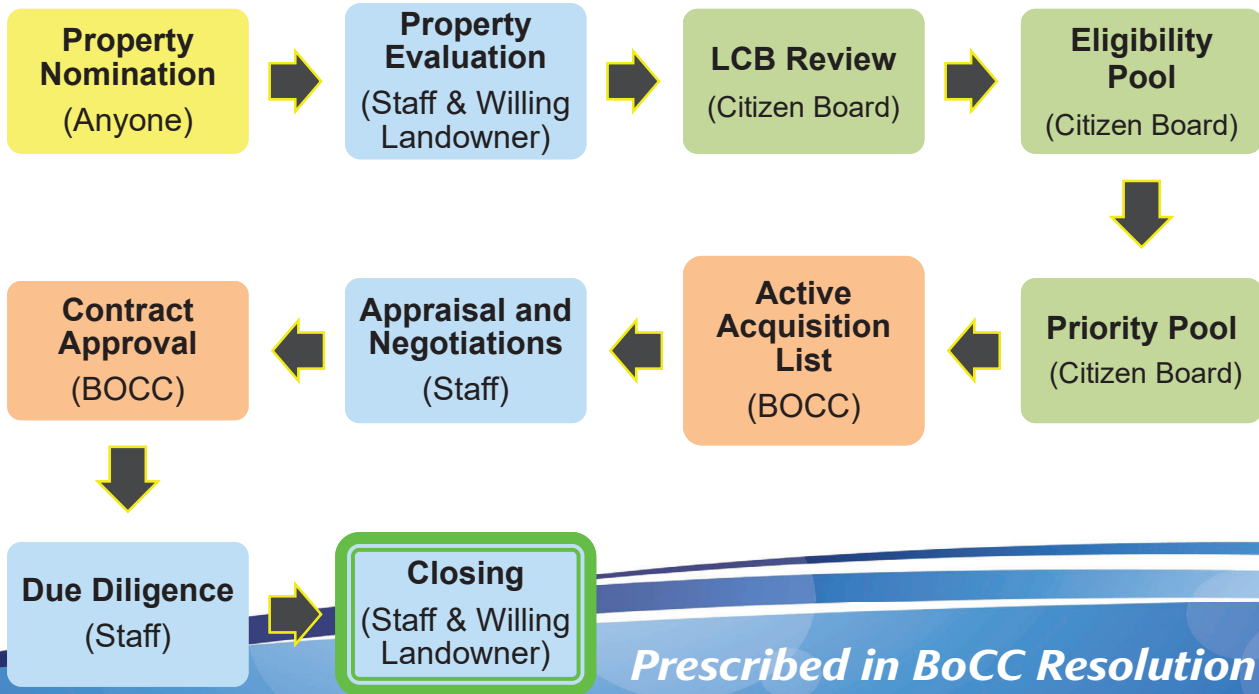 Property
Nomination
(Anyone)
Property
Evaluation
(Staff & Willing
Landowner)
LCB Review
(Citizen Board)
Eligibility
Pool
(Citizen Board)
Priority Pool
(Citizen Board)
Active
Acquisition
List
(BOCC)
Appraisal and
Negotiations
(Staff)
Contract
Approval
(BOCC)
Due Diligence
(Staff)
Closing
(Staff & Willing
Landowner)
Prescribed in BoCC Resolution